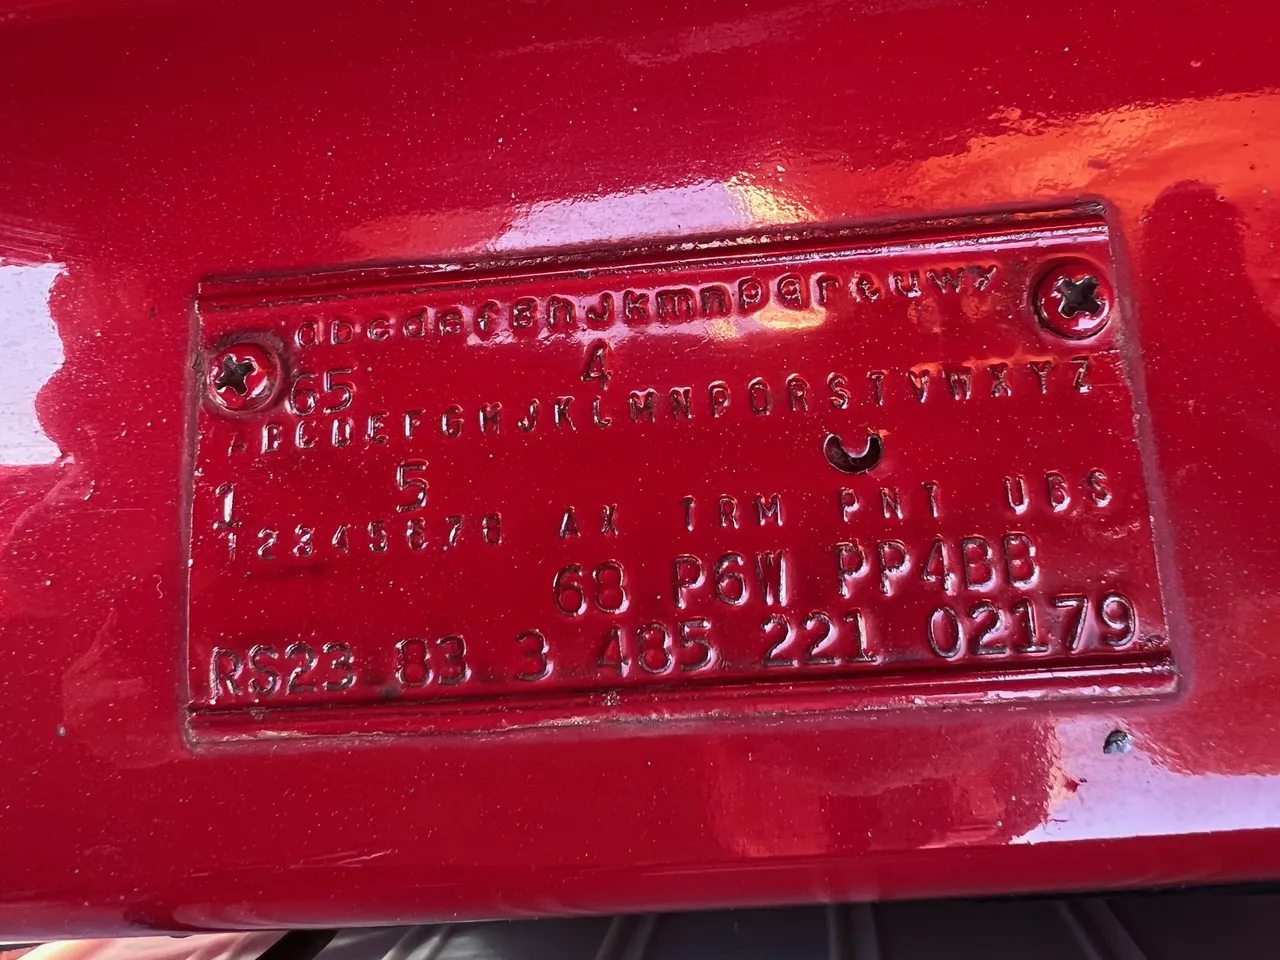 abcdefghJkmnpqrtuwy
65 4
ABCDEFGHJKLMNPQRSTVWXYZ
1 5
12345678 AX TRM PNT UBS
68 P6W PP4BB
RS23 83 3 485 221 02179